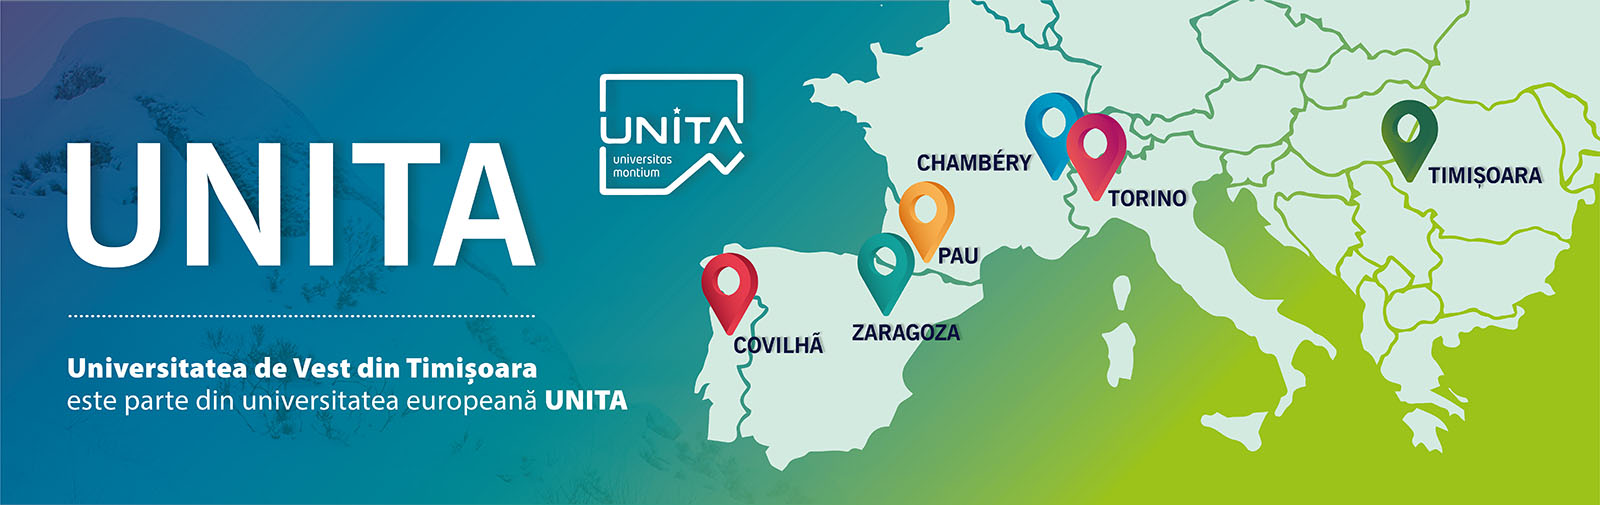 UNITA
Universitatea de Vest din Timișoara
este parte din universitatea europeană UNITA
UNITA
universitas
montium
CHAMBÉRY
TORINO
TIMIȘOARA
PAU
ZARAGOZA
COVILHÃ